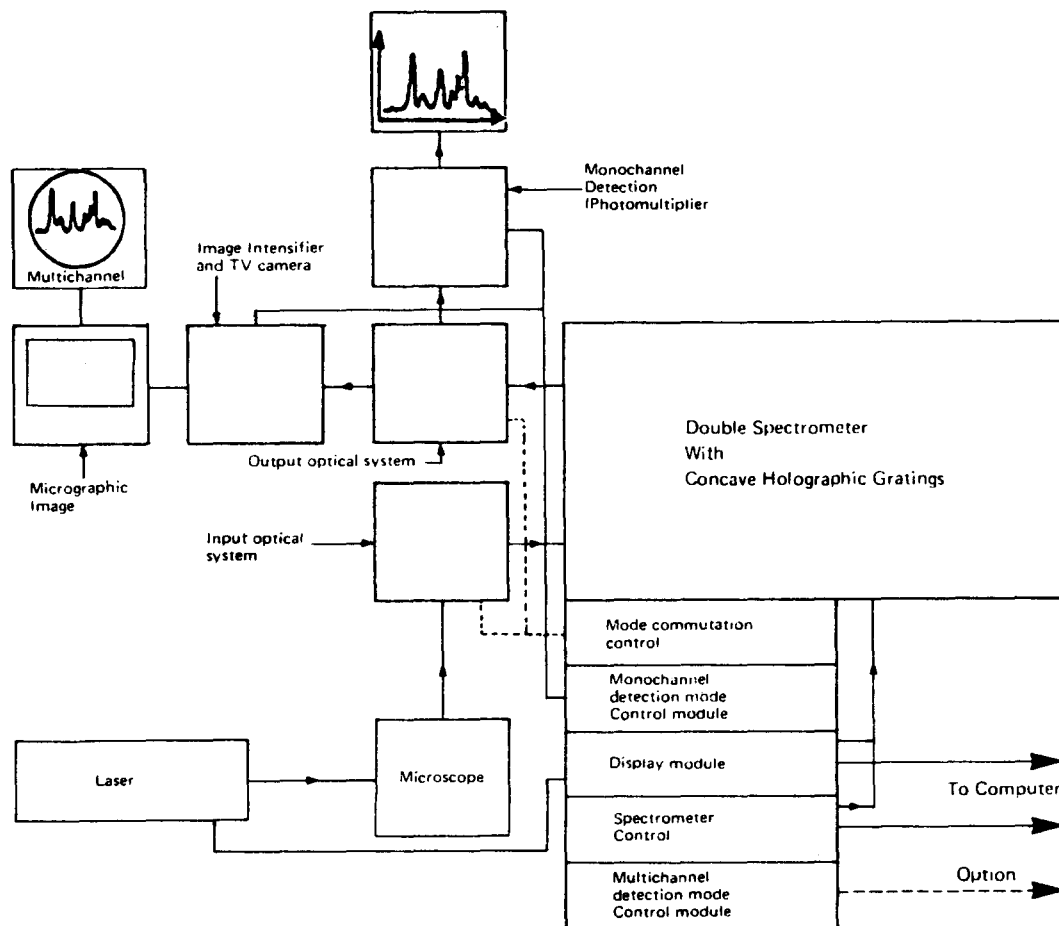 Monochannel
Detection
(Photomultiplier
Multichannel
Image Intensifier
and TV camera
Double Spectrometer
With
Concave Holographic Gratings
Output optical system
Micrographic
Image
Input optical
system
Mode commutation
control
Monochannel
detection mode
Control module
Laser
Microscope
Display module
To Computer
Spectrometer
Control
Multichannel
detection mode
Control module
Option